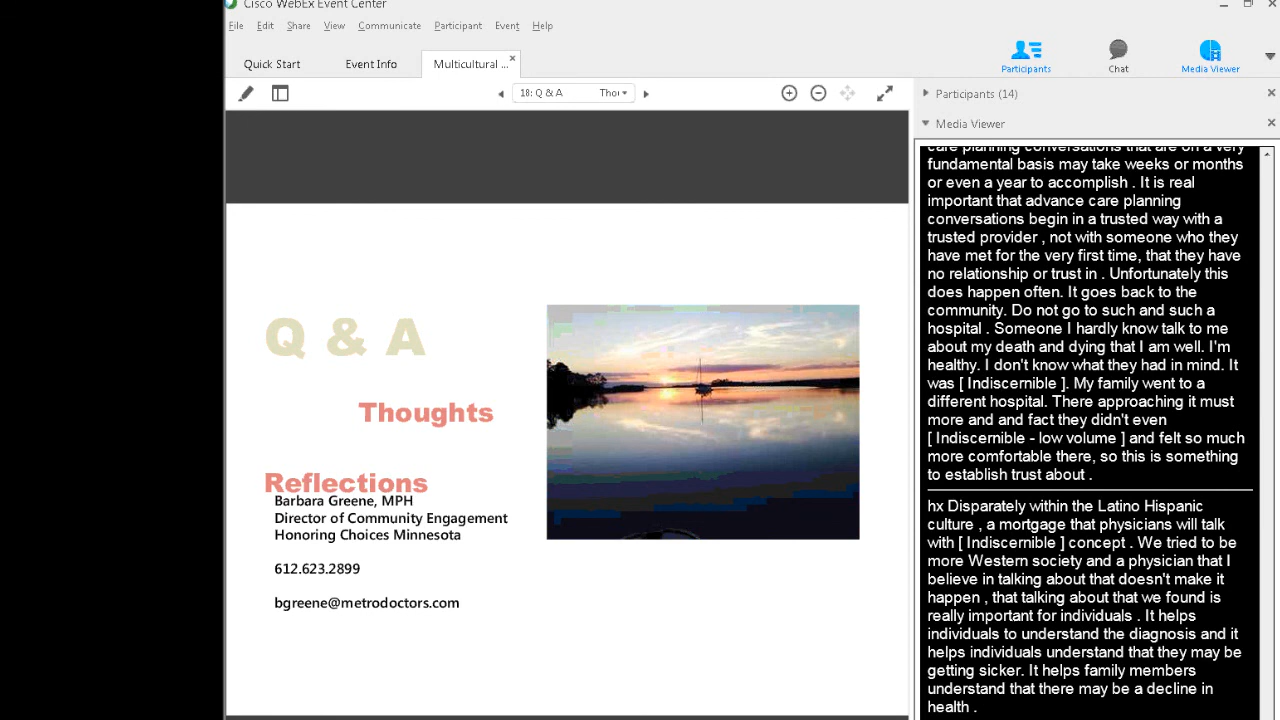 Cisco WebEx Event Center
File Edit Share View Communicate Participant Event Help
Quick Start Event Info Multicultural ...
Participants Chat Media Viewer
18: Q & A Thou
Participants (14)
Media Viewer
Q & A
Thoughts
Reflections
Barbara Greene, MPH
Director of Community Engagement
Honoring Choices Minnesota
612.623.2899
bgreene@metrodoctors.com
care planning conversations that are on a very
fundamental basis may take weeks or months
or even a year to accomplish . It is real
important that advance care planning
conversations begin in a trusted way with a
trusted provider , not with someone who they
have met for the very first time, that they have
no relationship or trust in . Unfortunately this
does happen often. It goes back to the
community. Do not go to such and such a
hospital . Someone I hardly know talk to me
about my death and dying that I am well. I'm
healthy. I don't know what they had in mind. It
was [ Indiscernible ]. My family went to a
different hospital. There approaching it must
more and and fact they didn't even
[ Indiscernible - low volume ] and felt so much
more comfortable there, so this is something
to establish trust about .
hx Disparately within the Latino Hispanic
culture , a mortgage that physicians will talk
with [ Indiscernible ] concept . We tried to be
more Western society and a physician that I
believe in talking about that doesn't make it
happen , that talking about that we found is
really important for individuals . It helps
individuals to understand the diagnosis and it
helps individuals understand that they may be
getting sicker. It helps family members
understand that there may be a decline in
health .